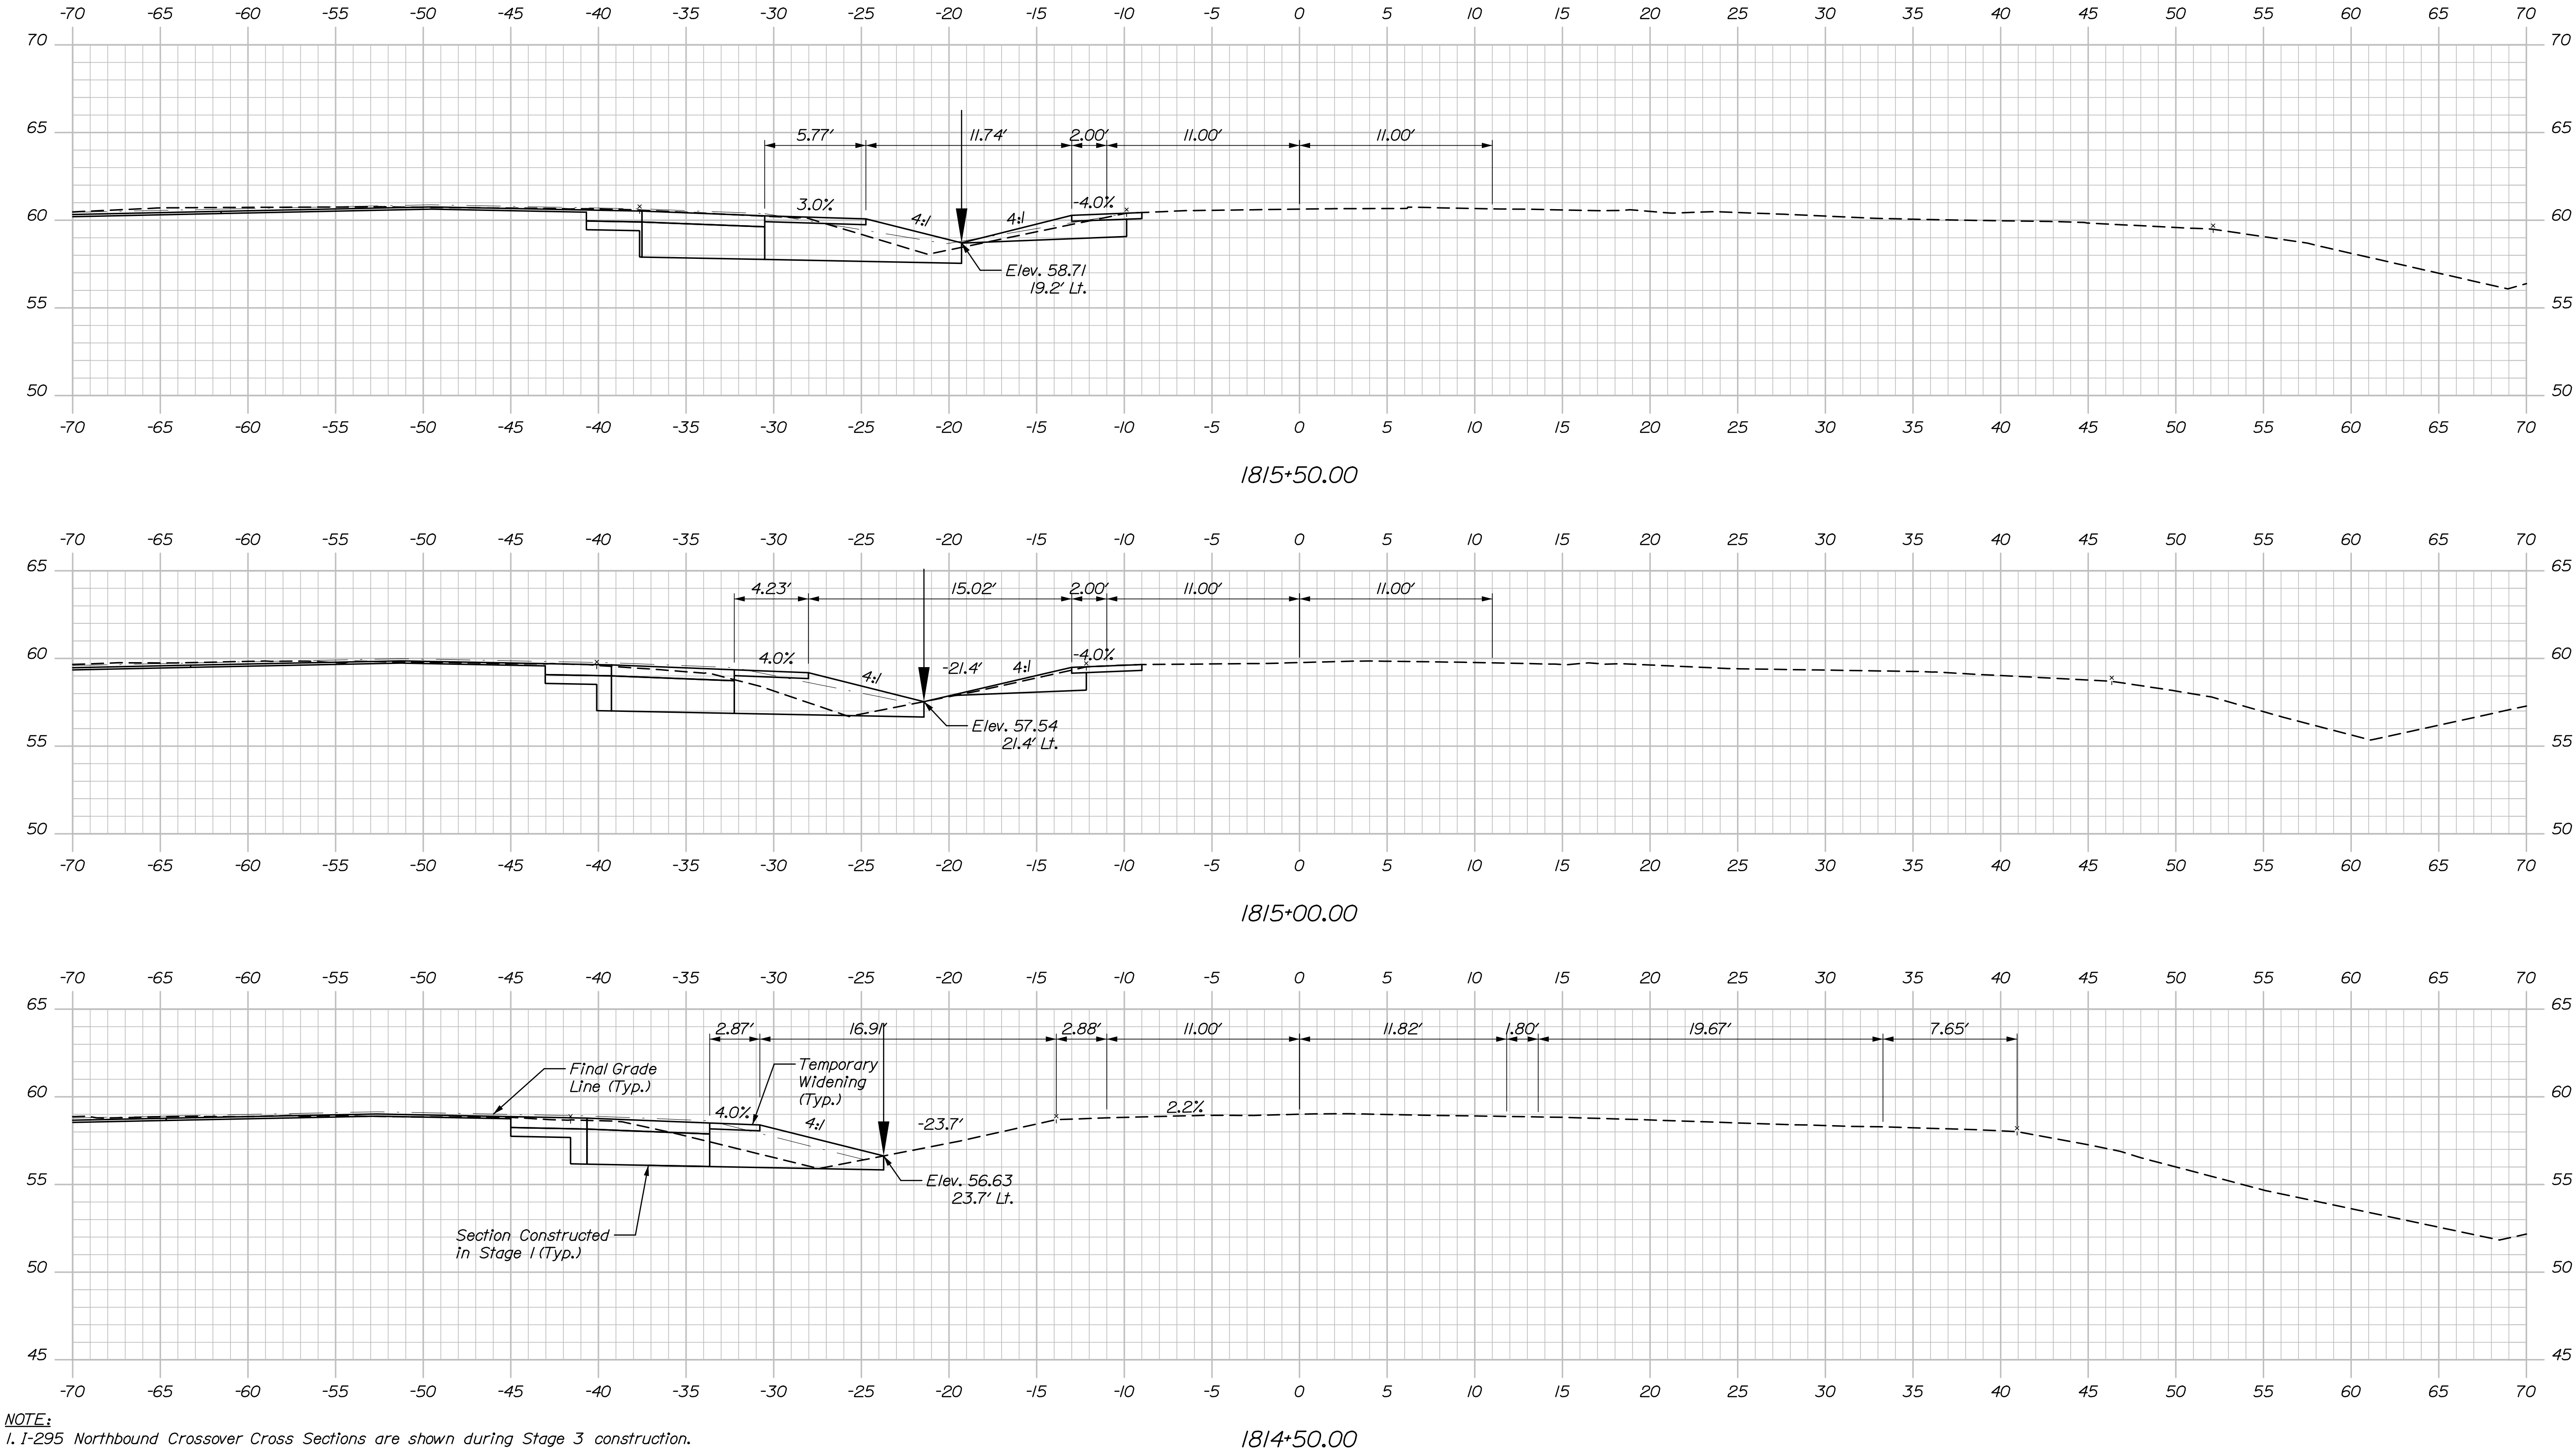 -70 -65 -60 -55 -50 -45 -40 -35 -30 -25 -20 -15 -10 -5 0 5 10 15 20 25 30 35 40 45 50 55 60 65 70
70 70
65 65
5.77' 11.74' 2.00' 11.00' 11.00'
3.0% 4:1 4:1 -4.0%
60 60
Elev. 58.71
19.2' Lt.
55 55
50 50
-70 -65 -60 -55 -50 -45 -40 -35 -30 -25 -20 -15 -10 -5 0 5 10 15 20 25 30 35 40 45 50 55 60 65 70
1815+50.00
-70 -65 -60 -55 -50 -45 -40 -35 -30 -25 -20 -15 -10 -5 0 5 10 15 20 25 30 35 40 45 50 55 60 65 70
65 65
4.23' 15.02' 2.00' 11.00' 11.00'
60 4.0% 4:1 -21.4' 4:1 -4.0% 60
Elev. 57.54
21.4' Lt.
55 55
50 50
-70 -65 -60 -55 -50 -45 -40 -35 -30 -25 -20 -15 -10 -5 0 5 10 15 20 25 30 35 40 45 50 55 60 65 70
1815+00.00
-70 -65 -60 -55 -50 -45 -40 -35 -30 -25 -20 -15 -10 -5 0 5 10 15 20 25 30 35 40 45 50 55 60 65 70
65 65
2.87' 16.91' 2.88' 11.00' 11.82' 1.80' 19.67' 7.65'
Final Grade
Line (Typ.)
Temporary
Widening
(Typ.)
60 60
4.0% 4:1 -23.7' 2.2%
Elev. 56.63
23.7' Lt.
55 55
Section Constructed
in Stage 1 (Typ.)
50 50
45 45
-70 -65 -60 -55 -50 -45 -40 -35 -30 -25 -20 -15 -10 -5 0 5 10 15 20 25 30 35 40 45 50 55 60 65 70
NOTE:
1. I-295 Northbound Crossover Cross Sections are shown during Stage 3 construction.
1814+50.00